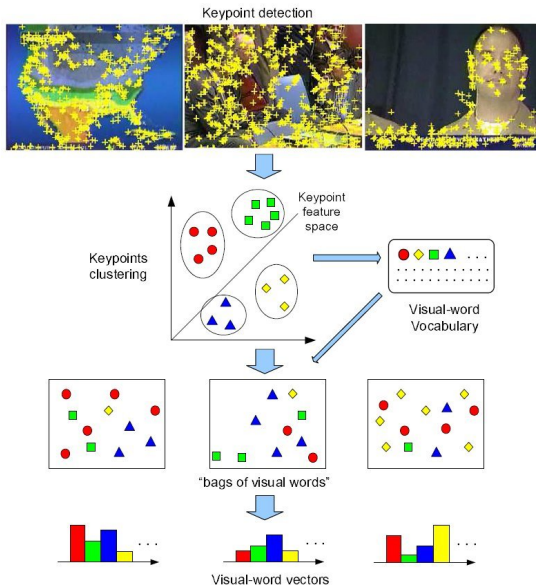 Keypoint detection
Keypoint
feature
space
Keypoints
clustering
. . . .
Visual-word
Vocabulary
"bags of visual words"
. . .
. . .
. . .
Visual-word vectors